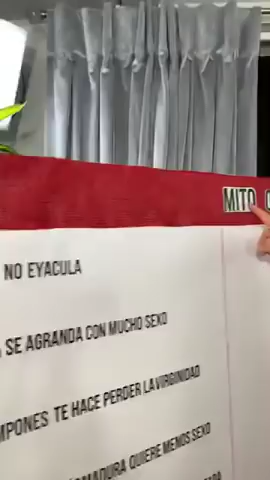 MITO
NO EYACULA
SE AGRANDA CON MUCHO SEXO
MPONES TE HACE PERDER LA VIRGINIDAD
MADURA QUIERE MENOS SEXO